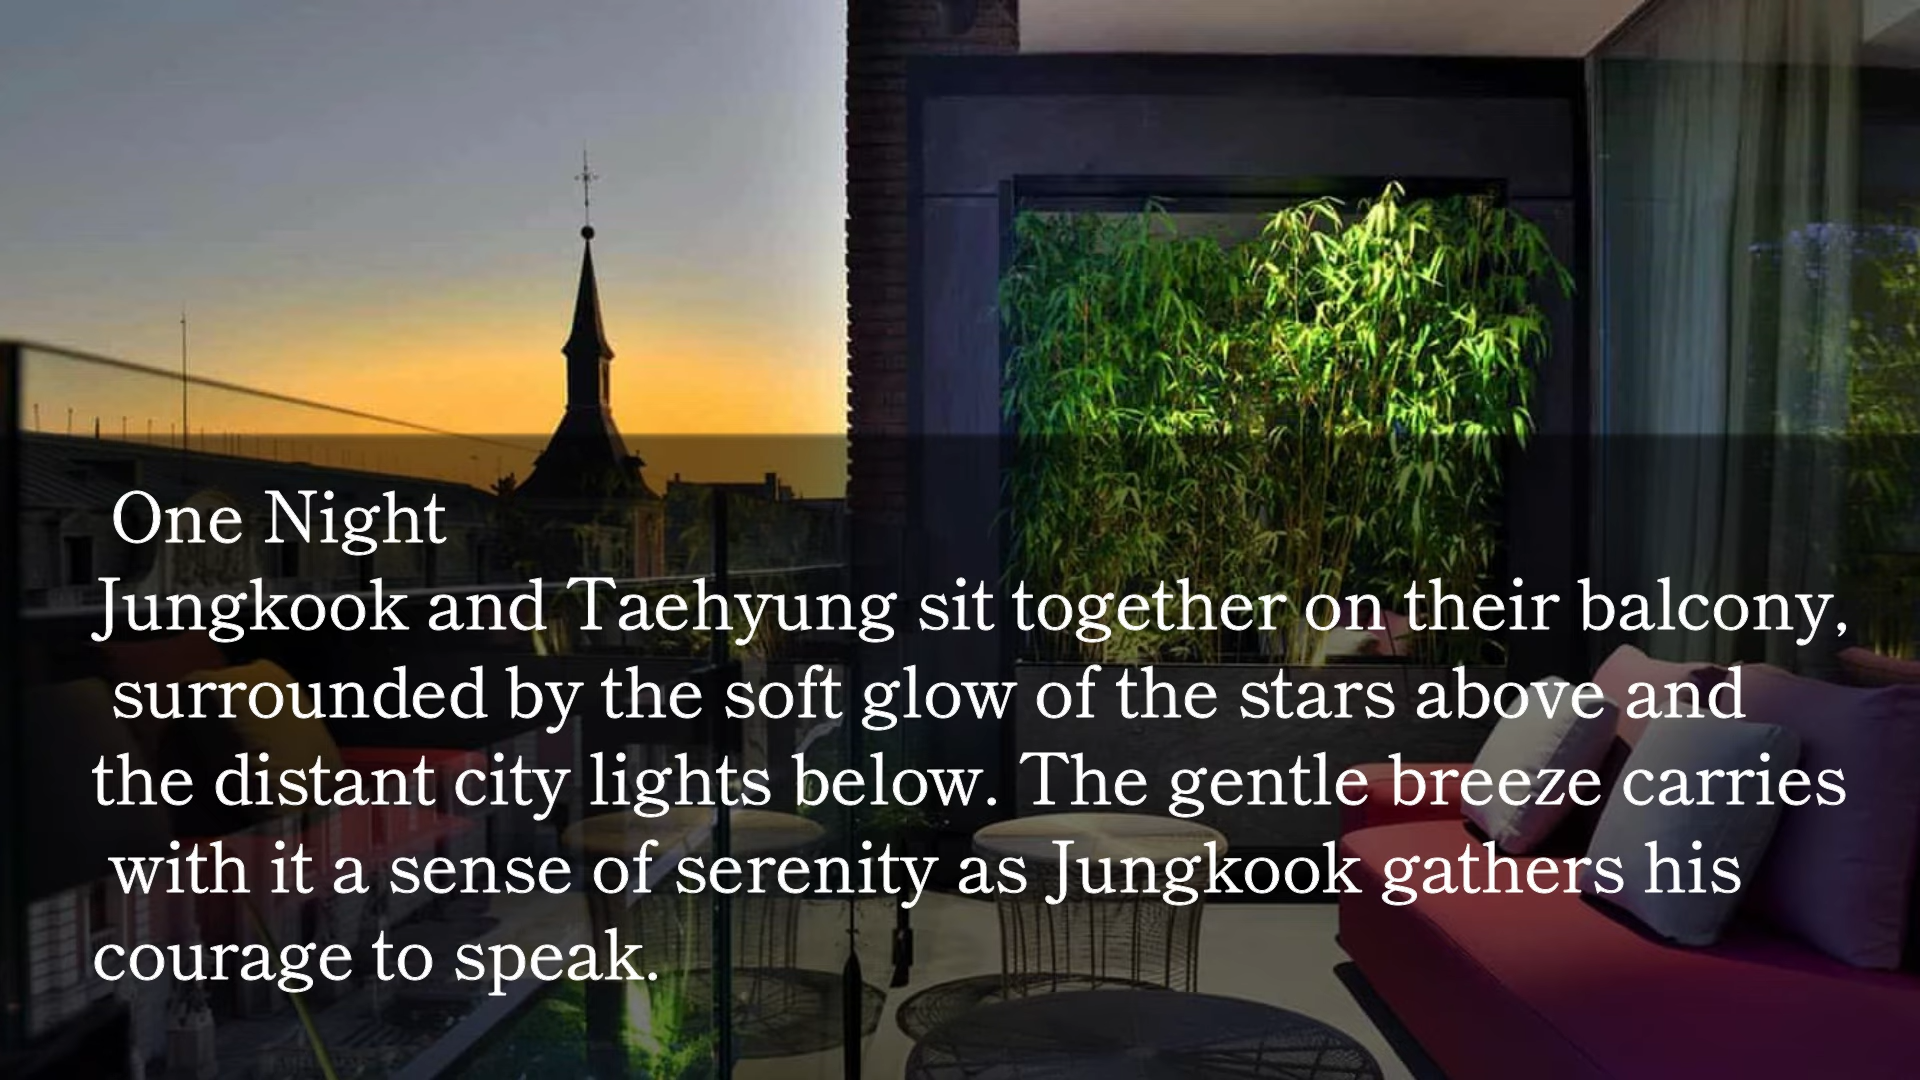 One Night
Jungkook and Taehyung sit together on their balcony,
surrounded by the soft glow of the stars above and
the distant city lights below. The gentle breeze carries
with it a sense of serenity as Jungkook gathers his
courage to speak.